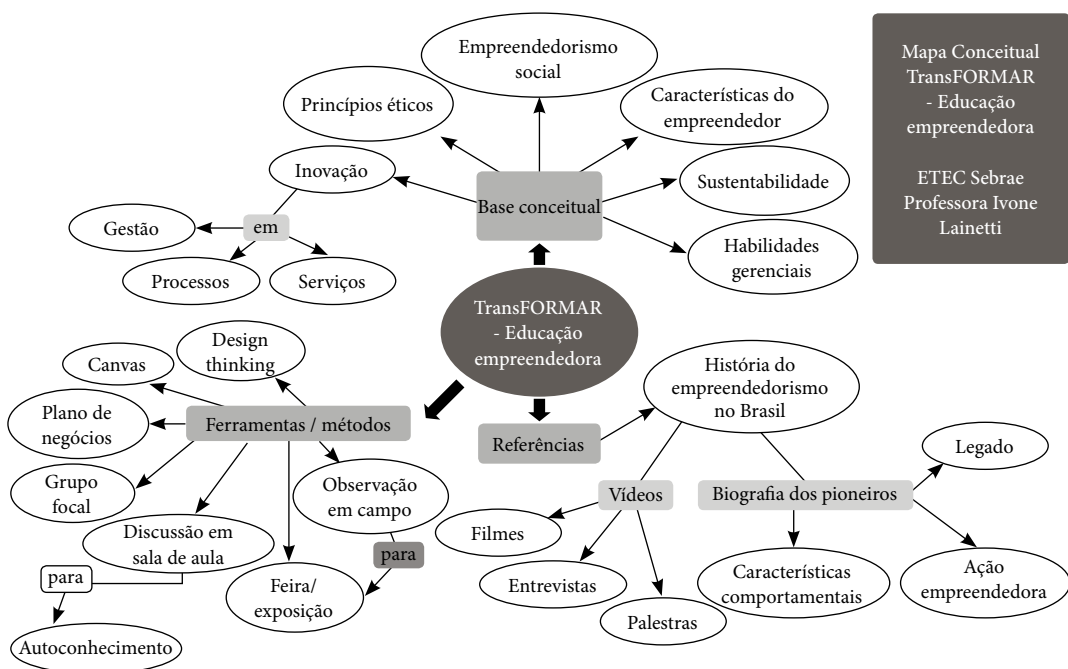 Empreendedorismo
social
Mapa Conceitual
TransFORMAR
- Educação
empreendedora
ETEC Sebrae
Professora Ivone
Lainetti
Princípios éticos
Características do
empreendedor
Inovação
Base conceitual
Sustentabilidade
Gestão
em
Habilidades
gerenciais
Processos
Serviços
TransFORMAR
- Educação
empreendedora
Design
thinking
Canvas
Plano de
negócios
Ferramentas / métodos
Grupo
focal
Discussão em
sala de aula
Observação
em campo
para
para
Feira/
exposição
Autoconhecimento
Referências
História do
empreendedorismo
no Brasil
Vídeos
Biografia dos pioneiros
Legado
Filmes
Entrevistas
Palestras
Características
comportamentais
Ação
empreendedora